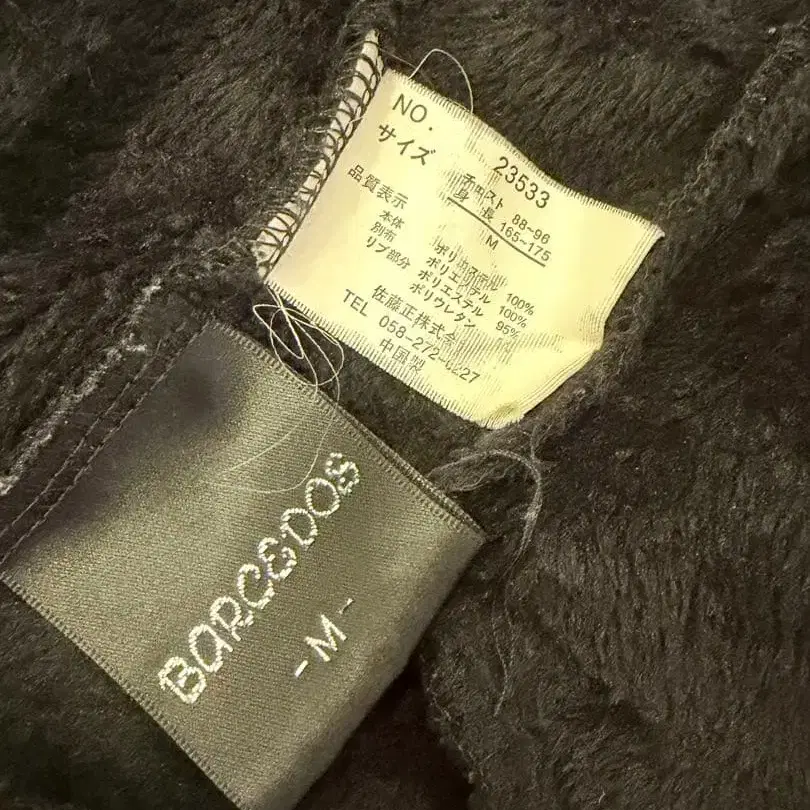 NO. 23533
サイズ
チェスト 88~96
身長 165~175
M
品質表示
本体 ポリエステル 100%
別布 ポリエステル 100%
リブ部分 ポリエステル 95%
ポリウレタン
佐藤正株式会
TEL 058-272- 227
中国製
BARCEDOS
-M-